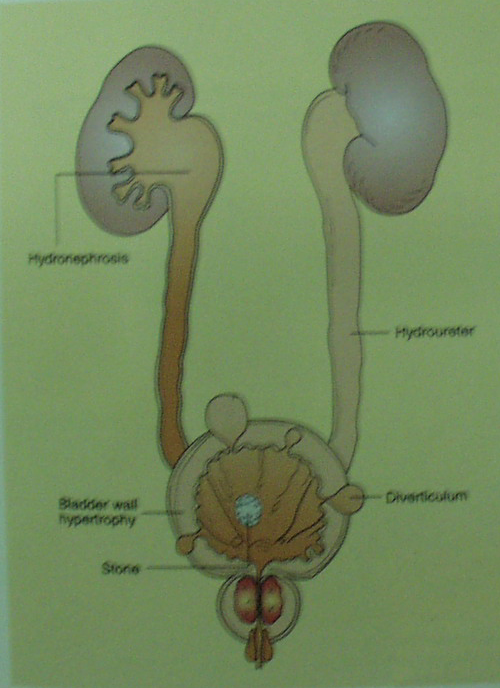 Hydronephrosis
Hydroureter
Bladder wall
hypertrophy
Diverticulum
Stone